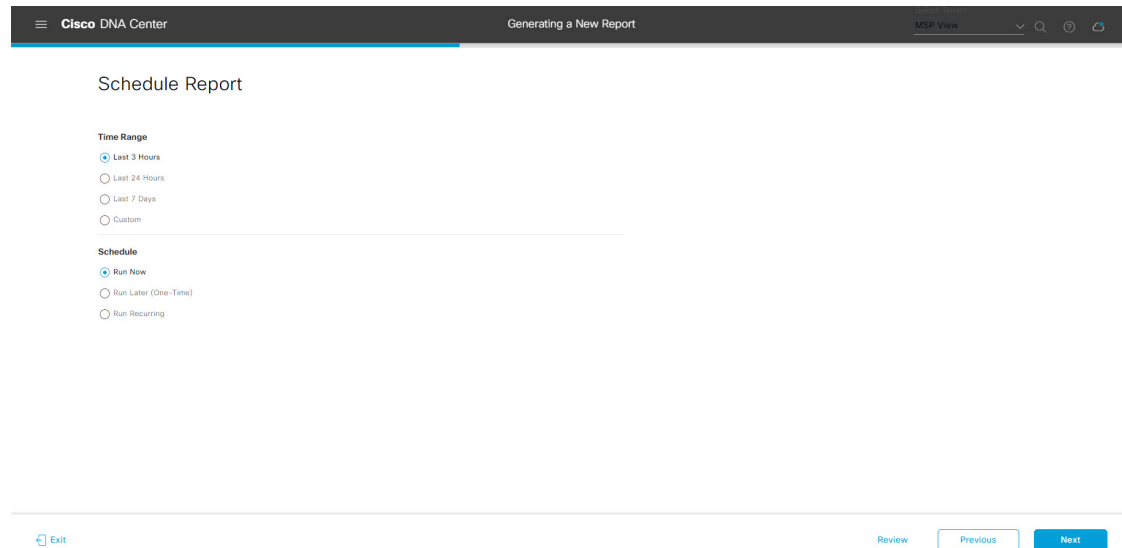 Cisco DNA Center
Generating a New Report
MSP View
Schedule Report
Time Range
Last 3 Hours
Last 24 Hours
Last 7 Days
Custom
Schedule
Run Now
Run Later (One-Time)
Run Recurring
Exit
Review
Previous
Next